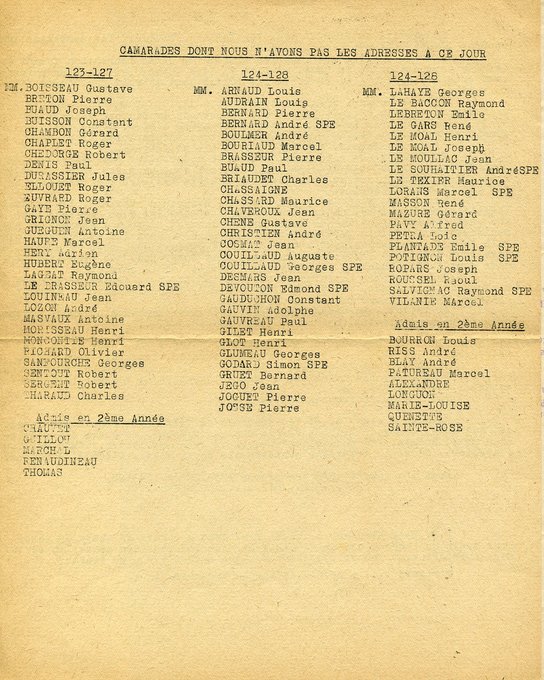 CAMARADES DONT NOUS N'AVONS PAS LES ADRESSES A CE JOUR
123-127
MM. BOISSEAU Gustave
BRETON Pierre
BUAUD Joseph
BUISSON Constant
CHAMBON Gérard
CHAPLET Roger
CHEDORGE Robert
DENIS Paul
DURASSIER Jules
ELLOUET Roger
EUVRARD Roger
GAYE Pierre
GRIGNON Jean
GUEGUEN Antoine
HAURE Marcel
HERY Adrien
HUBERT Eugène
LAGEAT Raymond
LE BRASSEUR Edouard SPE
LOUINEAU Jean
LOZON André
MASVAUX Antoine
MORISSEAU Henri
MONCONTIE Henri
RICHARD Olivier
SANFOURCHE Georges
SENTOUT Robert
SERGENT Robert
THARAUD Charles
Admis en 2ème Année
CHAUVET
GUILLOU
MARCHAL
RENAUDINEAU
THOMAS
124-128
MM. ARNAUD Louis
AUDRAIN Louis
BERNARD Pierre
BERNARD André SPE
BOULMER André
BOURIAUD Marcel
BRASSEUR Pierre
BUAUD Paul
BRIAUDET Charles
CHASSAIGNE
CHASSARD Maurice
CHAVEROUX Jean
CHENE Gustave
CHRISTIEN André
COSMAT Jean
COUILLAUD Auguste
COUILLAUD Georges SPE
DESMARS Jean
DEVOUTON Edmond SPE
GAUDUCHON Constant
GAUVIN Adolphe
GAUVREAU Paul
GILET Henri
GLOT Henri
GLUMEAU Georges
GODARD Simon SPE
GRUET Bernard
JEGO Jean
JOGUET Pierre
JOUSE Pierre
124-128
MM. LAHAYE Georges
LE BACCON Raymond
LEBRETON Emile
LE GARS René
LE MOAL Henri
LE MOAL Joseph
LE MOULLAC Jean
LE SOUHAITIER AndréSPE
LE TEXIER Maurice
LORANS Marcel SPE
MASSON René
MAZURE Gérard
PAVY Alfred
PETRA Loic
PLANTADE Emile SPE
POTIGNON Louis SPE
ROPARS Joseph
ROUSSEL Raoul
SALVIGNAC Raymond SPE
VILANIE Marcel
Admis en 2ème Année
BOURRON Louis
RISS André
BLAY André
PATUREAU Marcel
ALEXANDRE
LONGUON
MARIE-LOUISE
QUENETTE
SAINTE-ROSE